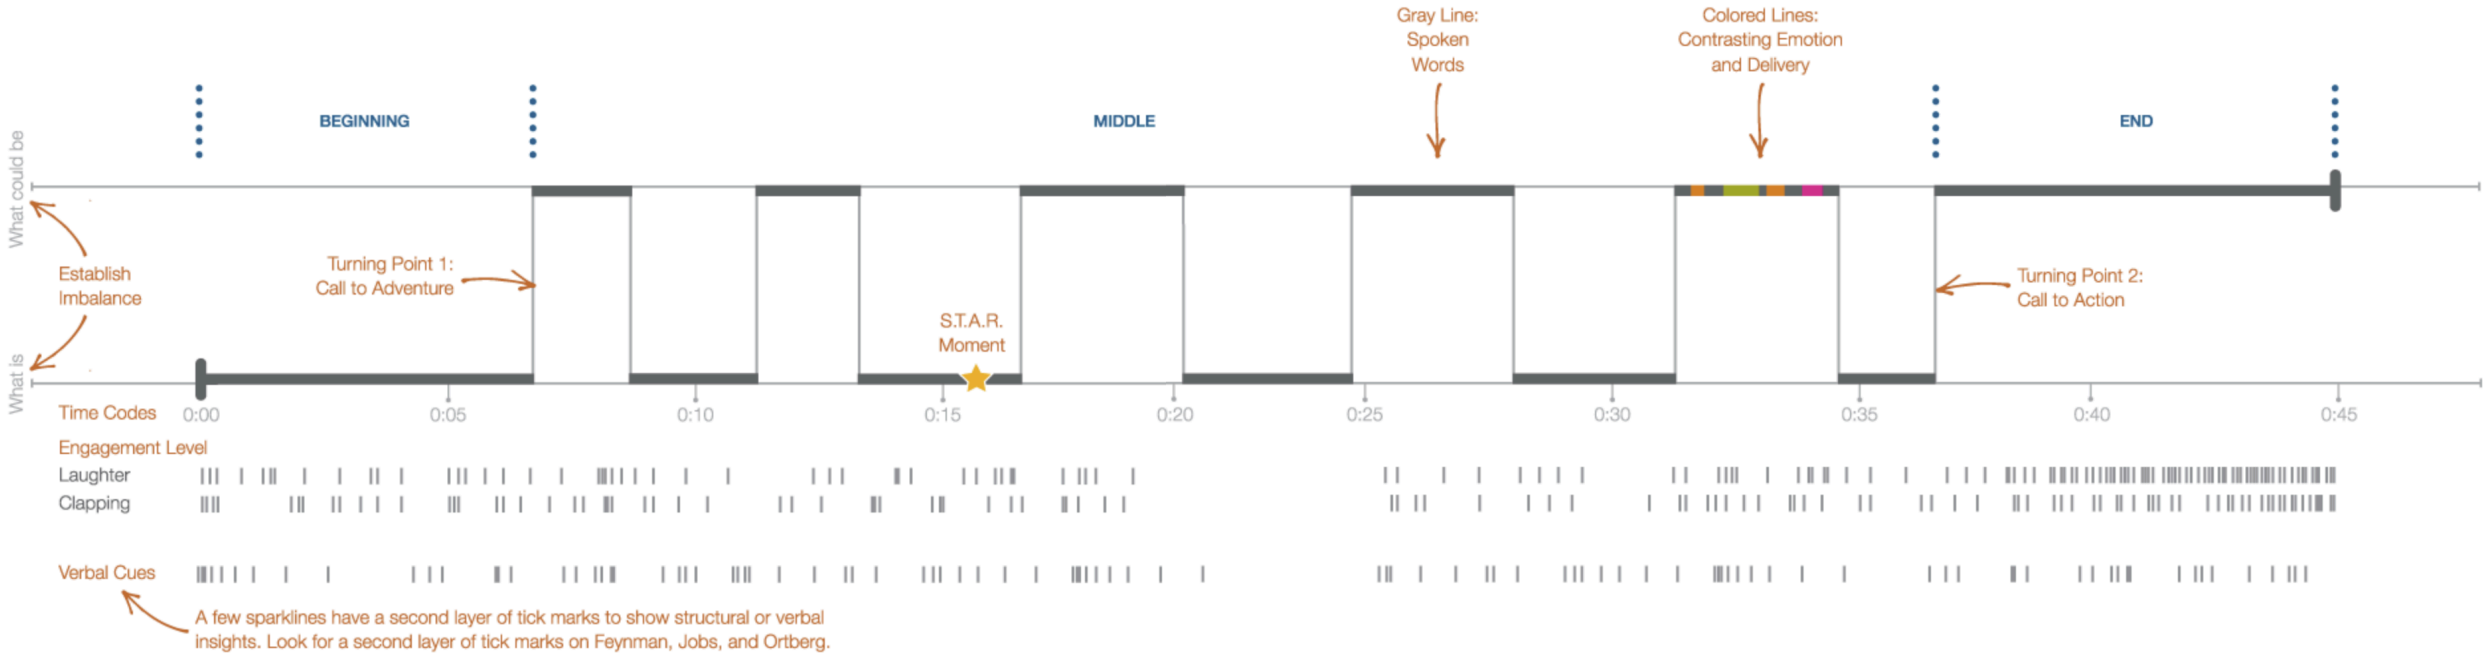 Gray Line:
Spoken
Words
Colored Lines:
Contrasting Emotion
and Delivery
BEGINNING
MIDDLE
END
What could be
Establish
Imbalance
Turning Point 1:
Call to Adventure
Turning Point 2:
Call to Action
S.T.A.R.
Moment
What is
Time Codes
0:00
0:05
0:10
0:15
0:20
0:25
0:30
0:35
0:40
0:45
Engagement Level
Laughter
Clapping
Verbal Cues
A few sparklines have a second layer of tick marks to show structural or verbal
insights. Look for a second layer of tick marks on Feynman, Jobs, and Ortberg.